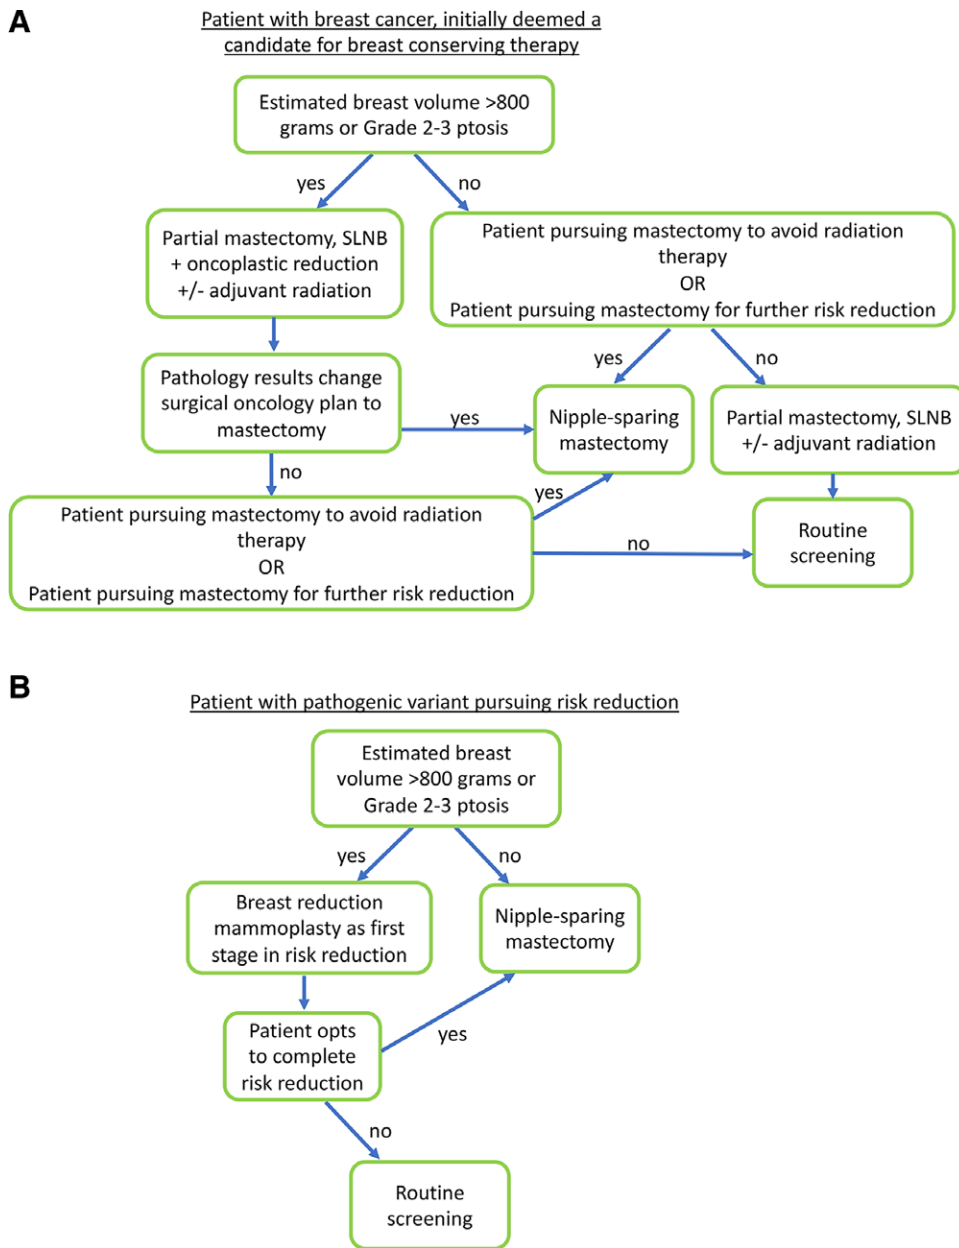 A
Patient with breast cancer, initially deemed a
candidate for breast conserving therapy
Estimated breast volume >800
grams or Grade 2-3 ptosis
yes
no
Partial mastectomy, SLNB
+ oncoplastic reduction
+/- adjuvant radiation
Patient pursuing mastectomy to avoid radiation
therapy
OR
Patient pursuing mastectomy for further risk reduction
yes
no
Pathology results change
surgical oncology plan to
mastectomy
yes
Nipple-sparing
mastectomy
Partial mastectomy, SLNB
+/- adjuvant radiation
no
Patient pursuing mastectomy to avoid radiation
therapy
OR
Patient pursuing mastectomy for further risk reduction
yes
no
Routine
screening
B
Patient with pathogenic variant pursuing risk reduction
Estimated breast
volume >800 grams or
Grade 2-3 ptosis
yes
no
Breast reduction
mammoplasty as first
stage in risk reduction
Nipple-sparing
mastectomy
Patient opts
to complete
risk reduction
yes
no
Routine
screening